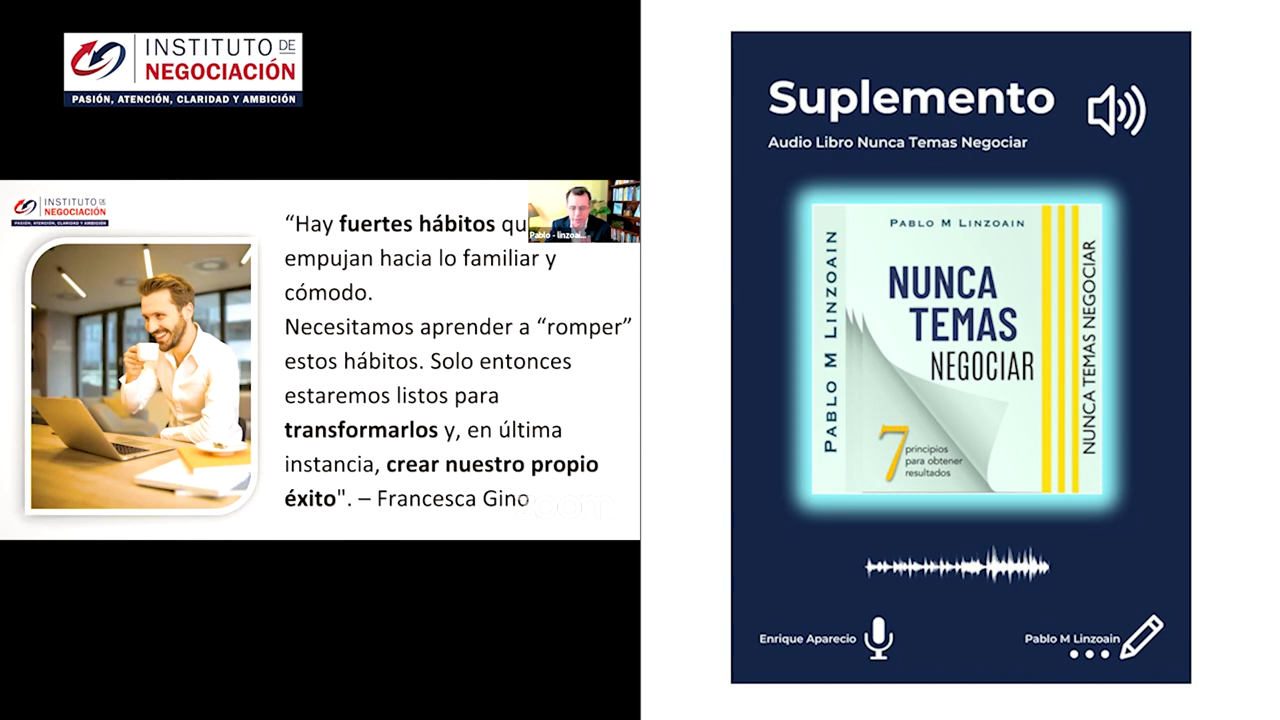 INSTITUTO DE
NEGOCIACIÓN
PASIÓN, ATENCIÓN, CLARIDAD Y AMBICIÓN
INSTITUTO DE
NEGOCIACIÓN
PASIÓN, ATENCIÓN, CLARIDAD Y AMBICIÓN
“Hay fuertes hábitos
empujan hacia lo familiar y
cómodo.
Necesitamos aprender a “romper”
estos hábitos. Solo entonces
estaremos listos para
transformarlos y, en última
instancia, crear nuestro propio
éxito". – Francesca Gino
Pablo - linzoai...
zoom
Suplemento
Audio Libro Nunca Temas Negociar
PABLO M LINZOAIN
PABLO M LINZOAIN
NUNCA
TEMAS
NEGOCIAR
7 principios
para obtener
resultados
NUNCA TEMAS NEGOCIAR
Enrique Aparecio
Pablo M Linzoain